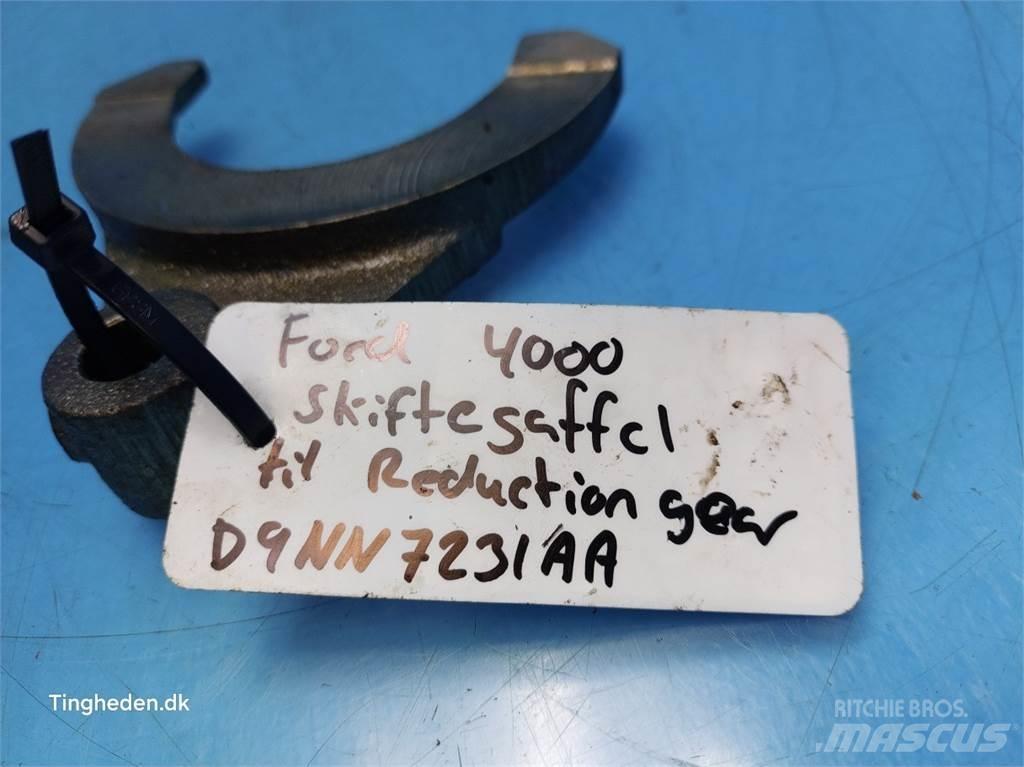 Ford 4000
skiftegaffel
til Reduction gear
D9NN7231AA
Tingheden.dk
RITCHIE BROS.
MASCUS